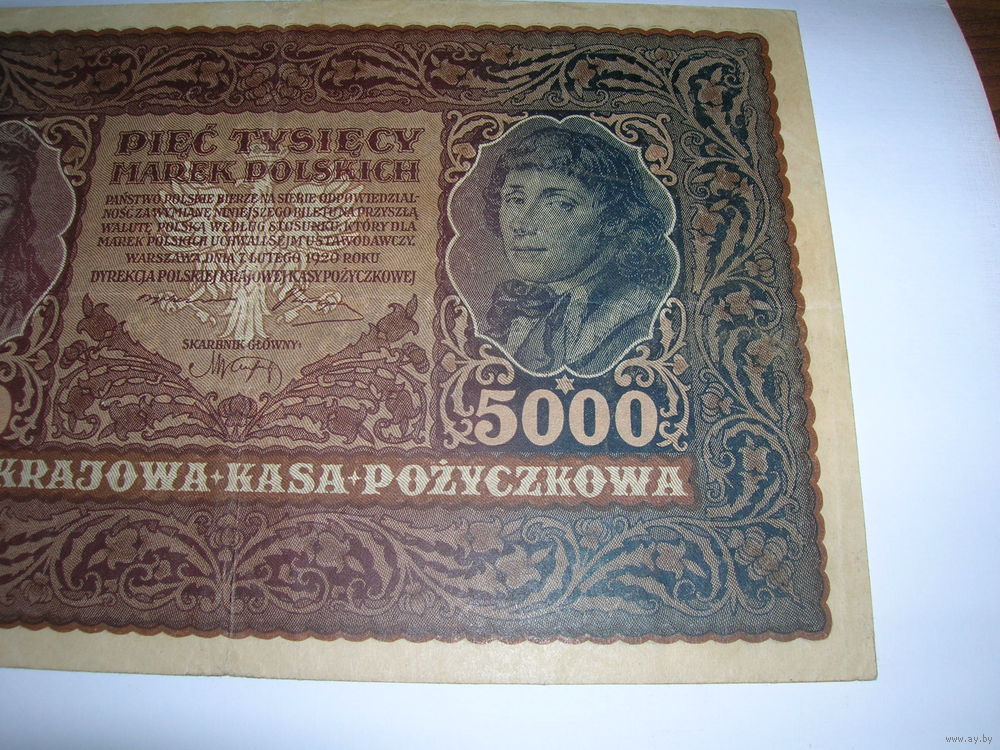 PIĘĆ TYSIĘCY
MAREK POLSKICH
PAŃSTWO POLSKIE BIERZE NA SIEBIE ODPOWIEDZIAL-
NOŚĆ ZA WYMIANĘ NINIEJSZEGO BILETU NA PRZYSZŁĄ
WALUTĘ POLSKĄ WEDŁUG STOSUNKU, KTÓRY DLA
MAREK POLSKICH UCHWALI SEJM USTAWODAWCZY.
WARSZAWA DNIA 7 LUTEGO 1920 ROKU
DYREKCJA POLSKIEJ KRAJOWEJ KASY POŻYCZKOWEJ
SKARBNIK GŁÓWNY:
5000
KRAJOWA+KASA+POŻYCZKOWA
www.ay.by